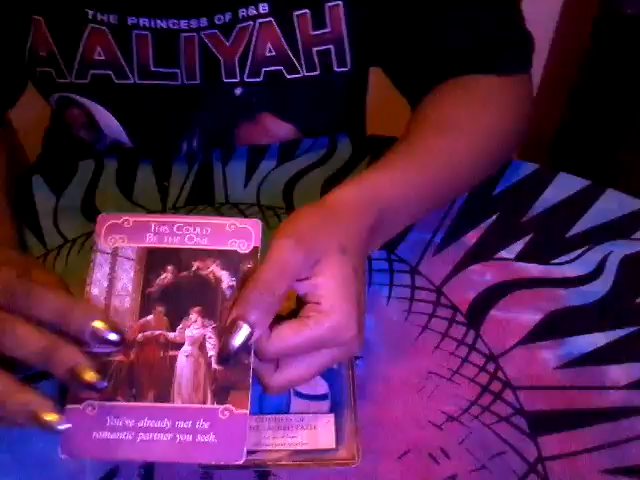 THE PRINCESS OF R&B
AALIYAH
THIS COULD
BE THE ONE
You've already met the
romantic partner you seek.